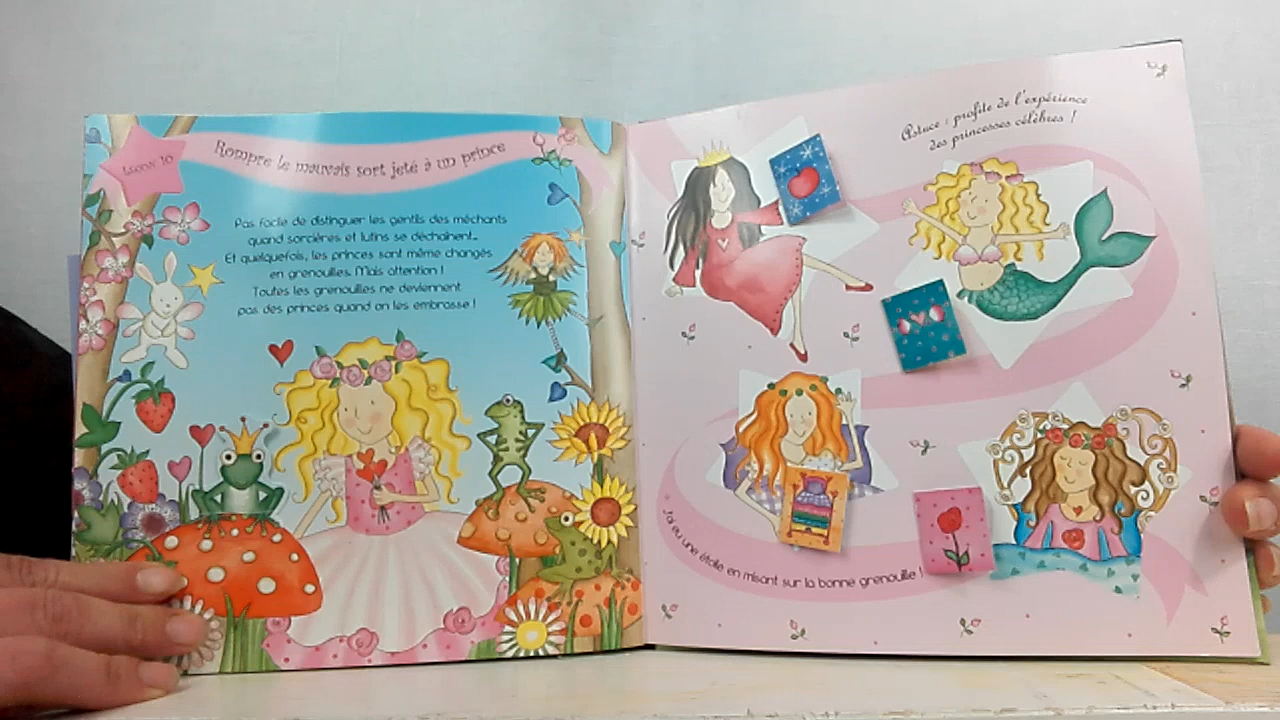 Leçon 10
Rompre le mauvais sort jeté à un prince
Pas facile de distinguer les gentils des méchants
quand sorcières et lutins se déchaînent...
Et quelquefois, les princes sont même changés
en grenouilles. Mais attention !
Toutes les grenouilles ne deviennent
pas des princes quand on les embrasse !
Astuce : profite de l'expérience
des princesses célèbres !
J'ai eu une étoile en misant sur la bonne grenouille !